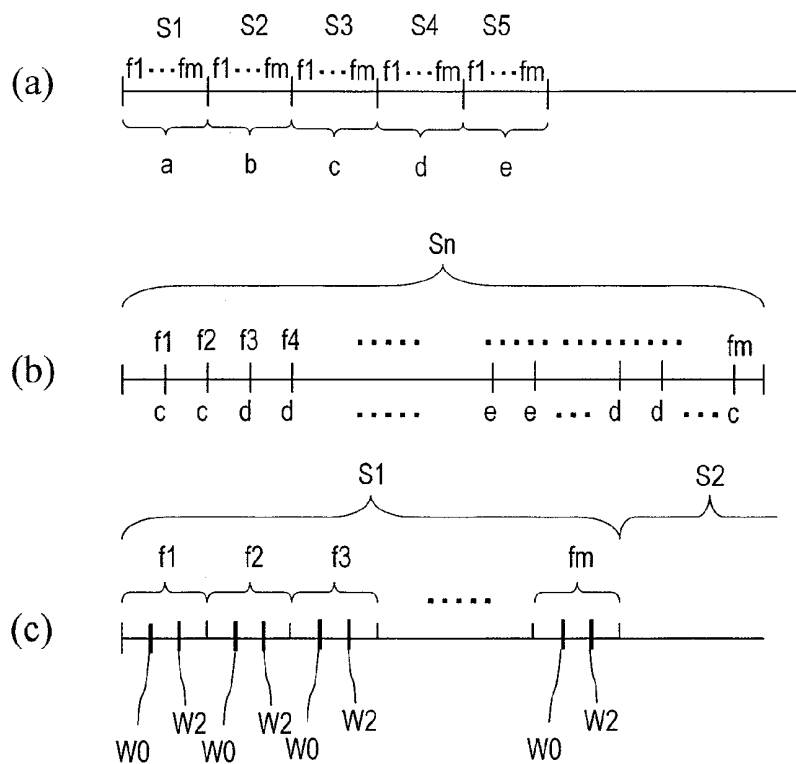 S1 S2 S3 S4 S5
(a) f1•••fm f1•••fm f1•••fm f1•••fm f1•••fm
a b c d e
Sn
(b) f1 f2 f3 f4 ••••• ••••• ••••••••• fm
c c d d ••••• e e ••• d d ••• c
S1 S2
f1 f2 f3 ••••• fm
(c)
W0 W2 W0 W2 W0 W2 W0 W2